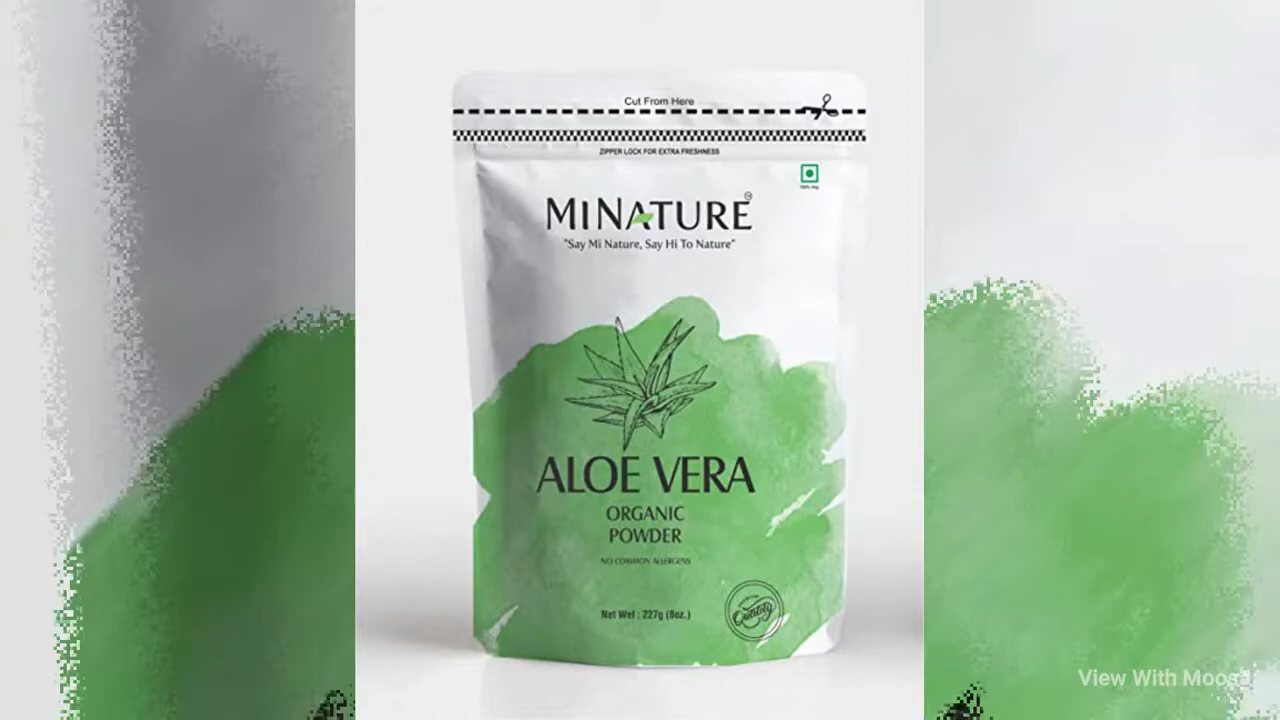 Cut From Here
ZIPPER LOCK FOR EXTRA FRESHNESS
MINATURE
"Say Mi Nature, Say Hi To Nature"
ALOE VERA
ORGANIC
POWDER
NO COMMON ALLERGENS
Net Wet : 227g (8oz.)
Quality
View With Moose